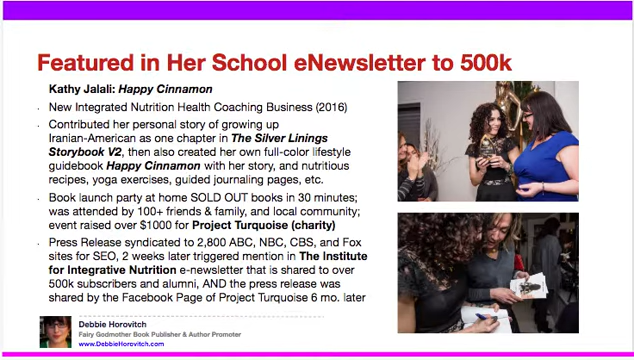 Featured in Her School eNewsletter to 500k
Kathy Jalali: Happy Cinnamon
· New Integrated Nutrition Health Coaching Business (2016)
· Contributed her personal story of growing up
Iranian-American as one chapter in The Silver Linings
Storybook V2, then also created her own full-color lifestyle
guidebook Happy Cinnamon with her story, and nutritious
recipes, yoga exercises, guided journaling pages, etc.
· Book launch party at home SOLD OUT books in 30 minutes;
was attended by 100+ friends & family, and local community;
event raised over $1000 for Project Turquoise (charity)
· Press Release syndicated to 2,800 ABC, NBC, CBS, and Fox
sites for SEO, 2 weeks later triggered mention in The Institute
for Integrative Nutrition e-newsletter that is shared to over
500k subscribers and alumni, AND the press release was
shared by the Facebook Page of Project Turquoise 6 mo. later
Debbie Horovitch
Fairy Godmother Book Publisher & Author Promoter
www.DebbieHorovitch.com